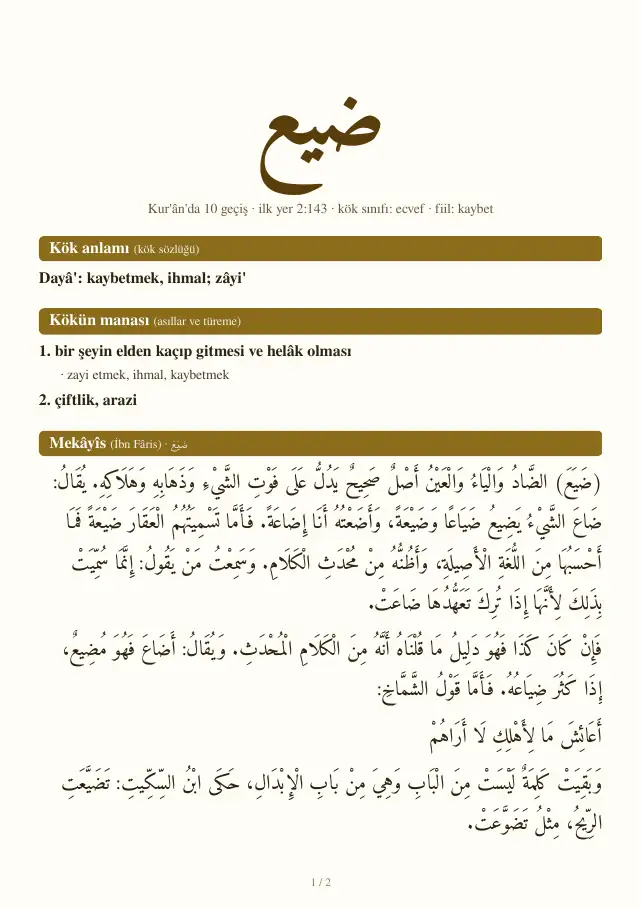 ضيع
Kur'ân'da 10 geçiş · ilk yer 2:143 · kök sınıfı: ecvef · fiil: kaybet
Kök anlamı (kök sözlüğü)
Dayâ': kaybetmek, ihmal; zâyi'
Kökün manası (asıllar ve türeme)
1. bir şeyin elden kaçıp gitmesi ve helâk olması
· zayi etmek, ihmal, kaybetmek
2. çiftlik, arazi
Mekâyîs (İbn Fâris) · ضَيَعَ
(ضَيَعَ) الضَّادُ وَالْيَاءُ وَالْعَيْنُ أَصْلٌ صَحِيحٌ يَدُلُّ عَلَى فَوْتِ الشَّيْءِ وَذَهَابِهِ وَهَلَاكِهِ. يُقَالُ:
ضَاعَ الشَّيْءُ يَضِيعُ ضَيَاعًا وَضَيْعَةً، وَأَضَعْتُهُ أَنَا إِضَاعَةً. فَأَمَّا تَسْمِيَتُهُمُ الْعَقَارَ ضَيْعَةً فَمَا
أَحْسَبُهَا مِنَ اللُّغَةِ الْأَصِيلَةِ، وَأَظُنُّهُ مِنْ مُحْدَثِ الْكَلَامِ. وَسَمِعْتُ مَنْ يَقُولُ: إِنَّمَا سُمِّيَتْ
بِذَلِكَ لِأَنَّهَا إِذَا تُرِكَ تَعَهُّدُهَا ضَاعَتْ.
فَإِنْ كَانَ كَذَا فَهُوَ دَلِيلُ مَا قُلْنَاهُ أَنَّهُ مِنَ الْكَلَامِ الْمُحْدَثِ. وَيُقَالُ: أَضَاعَ فَهُوَ مُضِيعٌ،
إِذَا كَثُرَ ضِيَاعُهُ. فَأَمَّا قَوْلُ الشَّمَّاخِ:
أَعَائِشَ مَا لِأَهْلِكِ لَا أَرَاهُمْ
وَبَقِيَتْ كَلِمَةٌ لَيْسَتْ مِنَ الْبَابِ وَهِيَ مِنْ بَابِ الْإِبْدَالِ، حَكَى ابْنُ السِّكِّيتِ: تَضَيَّعَتِ
الرِّيحُ، مِثْلُ تَضَوَّعَتْ.
1 / 2